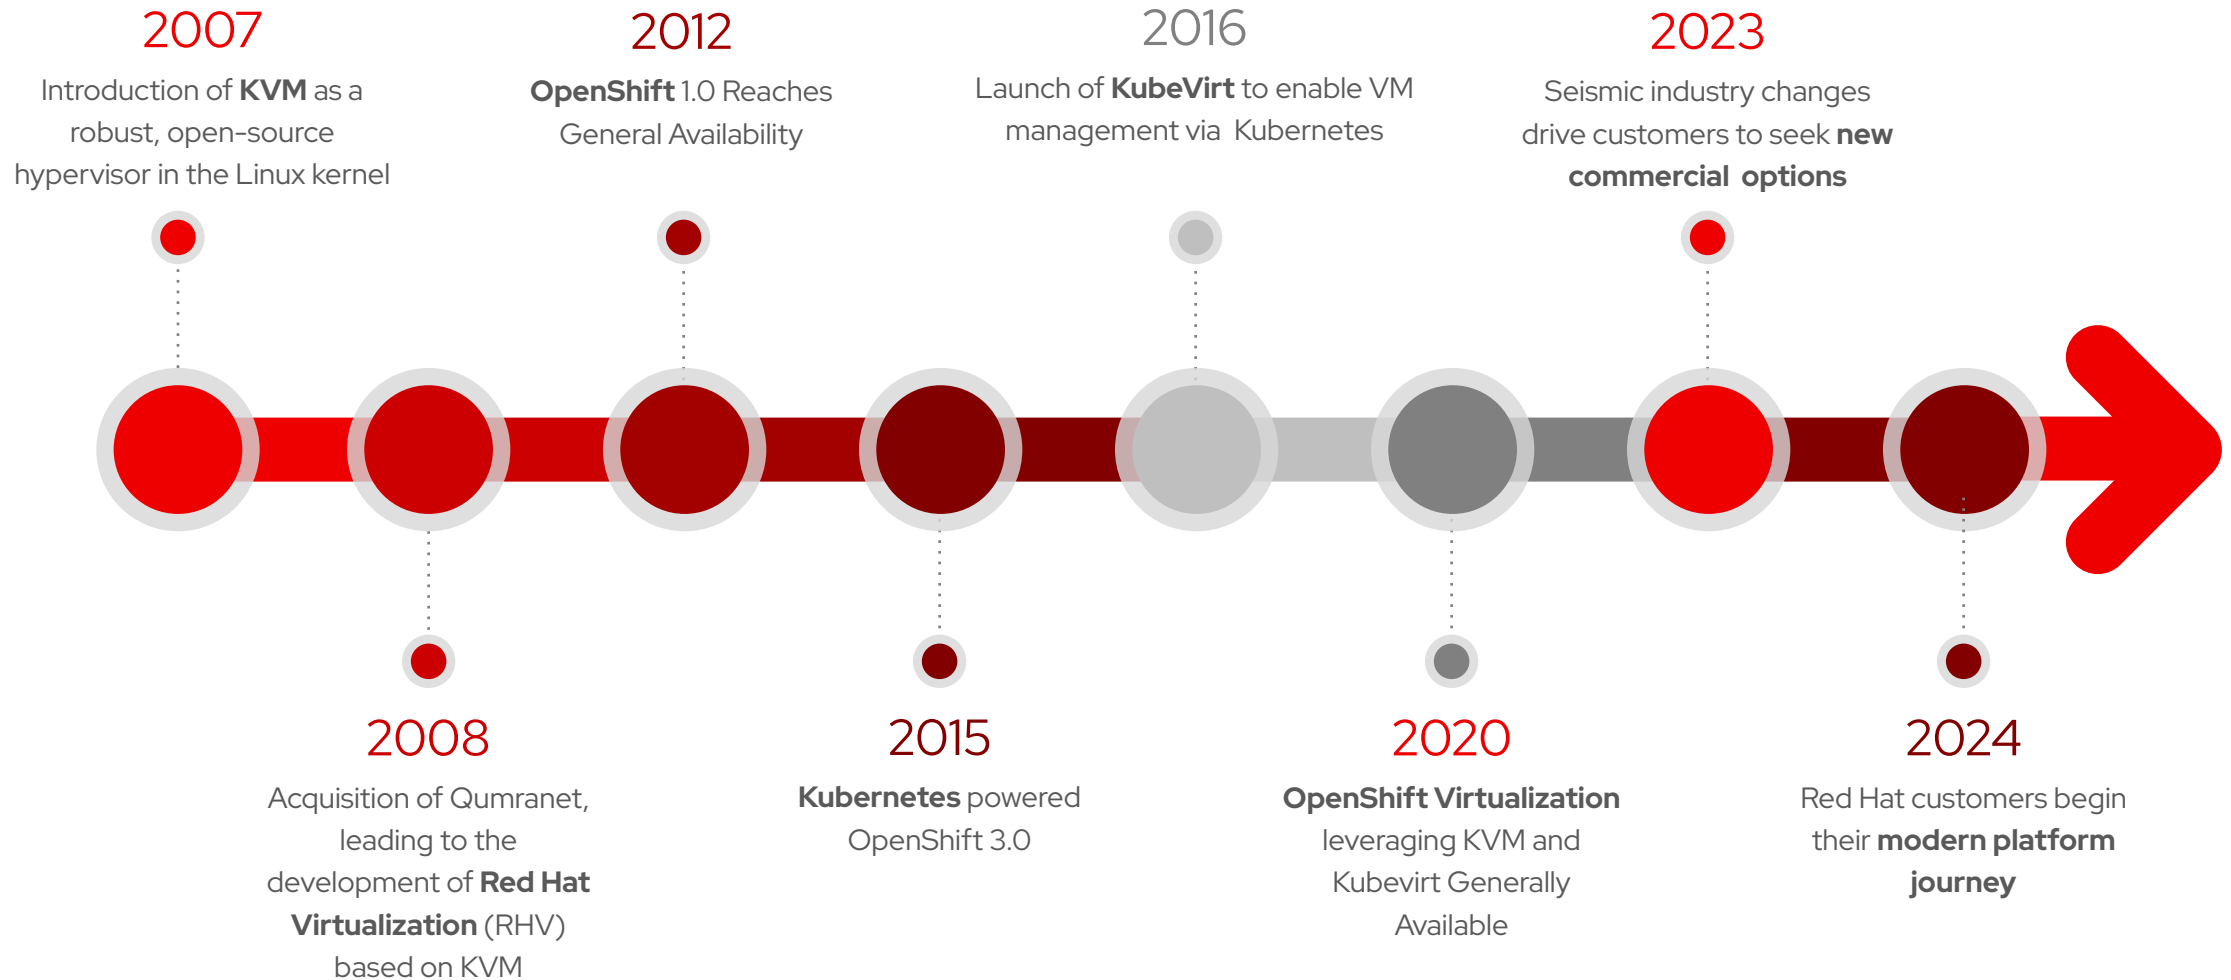 2007
Introduction of KVM as a
robust, open-source
hypervisor in the Linux kernel
2012
OpenShift 1.0 Reaches
General Availability
2016
Launch of KubeVirt to enable VM
management via Kubernetes
2023
Seismic industry changes
drive customers to seek new
commercial options
2008
Acquisition of Qumranet,
leading to the
development of Red Hat
Virtualization (RHV)
based on KVM
2015
Kubernetes powered
OpenShift 3.0
2020
OpenShift Virtualization
leveraging KVM and
Kubevirt Generally
Available
2024
Red Hat customers begin
their modern platform
journey